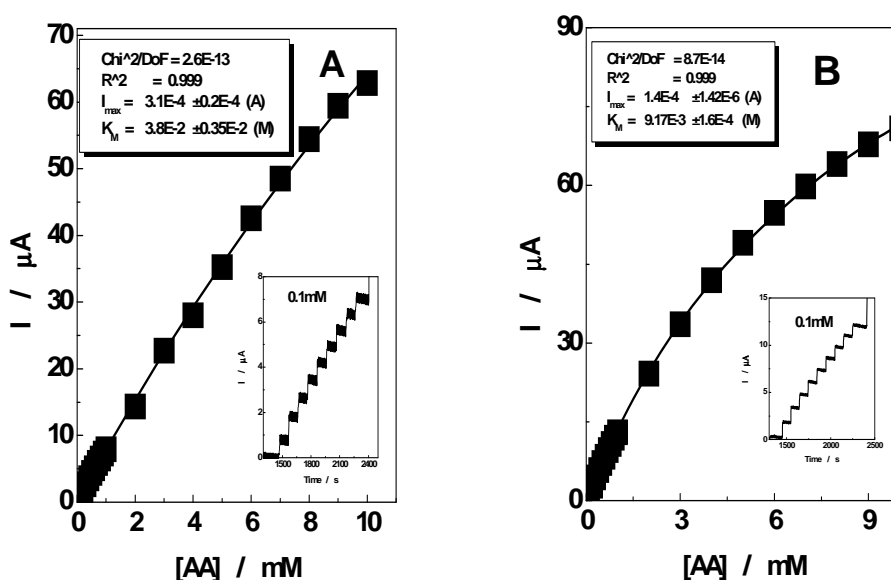 A
Chi^2/DoF = 2.6E-13
R^2 = 0.999
I_max = 3.1E-4 ±0.2E-4 (A)
K_M = 3.8E-2 ±0.35E-2 (M)
70
60
50
40
30
20
10
0
I / μA
0 2 4 6 8 10
[AA] / mM
0.1mM
8
6
4
2
0
I / μA
1500 1800 2100 2400
Time / s
B
Chi^2/DoF = 8.7E-14
R^2 = 0.999
I_max = 1.4E-4 ±1.42E-6 (A)
K_M = 9.17E-3 ±1.6E-4 (M)
90
60
30
0
I / μA
0 3 6 9
[AA] / mM
0.1mM
15
10
5
0
I / μA
1500 2000 2500
Time / s